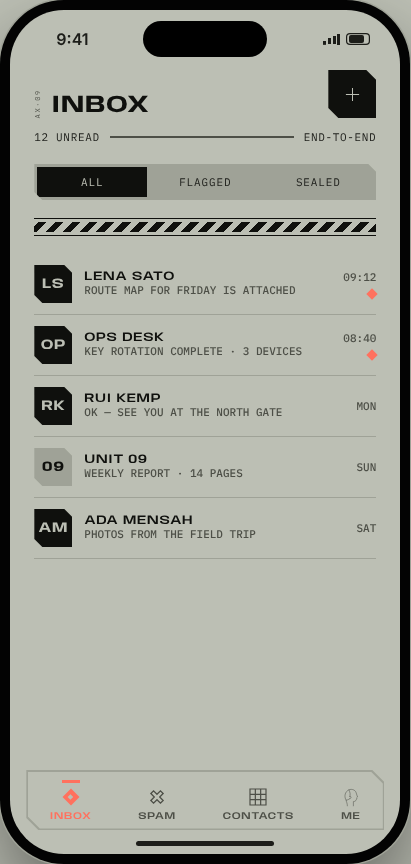 9:41
AX-09
INBOX
12 UNREAD
END-TO-END
ALL
FLAGGED
SEALED
LS
LENA SATO
09:12
ROUTE MAP FOR FRIDAY IS ATTACHED
OP
OPS DESK
08:40
KEY ROTATION COMPLETE · 3 DEVICES
RK
RUI KEMP
OK — SEE YOU AT THE NORTH GATE
MON
09
UNIT 09
WEEKLY REPORT · 14 PAGES
SUN
AM
ADA MENSAH
PHOTOS FROM THE FIELD TRIP
SAT
INBOX
SPAM
CONTACTS
ME